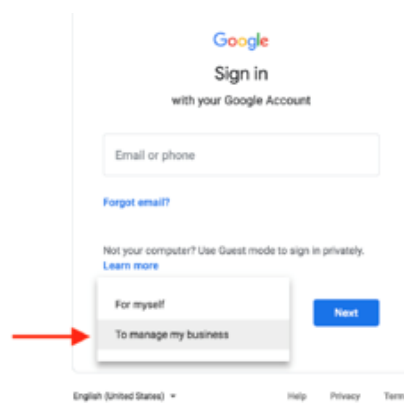 Google
Sign in
with your Google Account
Email or phone
Forgot email?
Not your computer? Use Guest mode to sign in privately.
Learn more
For myself
Next
To manage my business
English (United States)
Help Privacy Term